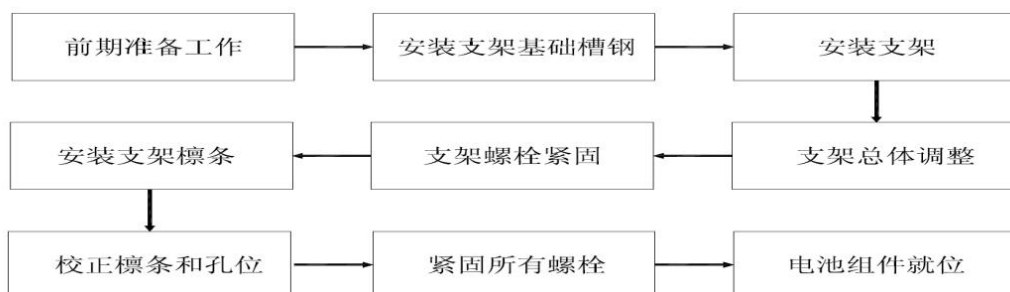 前期准备工作
安装支架基础槽钢
安装支架
支架总体调整
支架螺栓紧固
安装支架檩条
校正檩条和孔位
紧固所有螺栓
电池组件就位